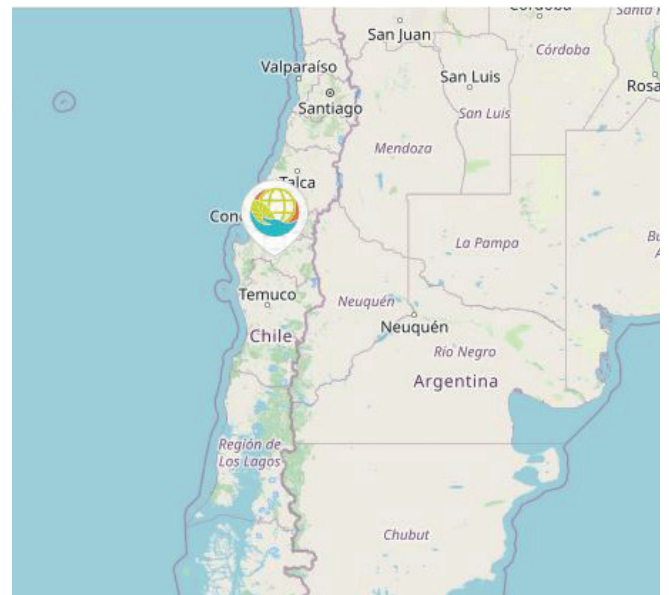 Córdoba
San Juan
Córdoba
Valparaíso
San Luis
Santiago
San Luis
Mendoza
Talca
La Pampa
Temuco
Neuquén
Neuquén
Chile
Río Negro
Argentina
Región de
Los Lagos
Chubut